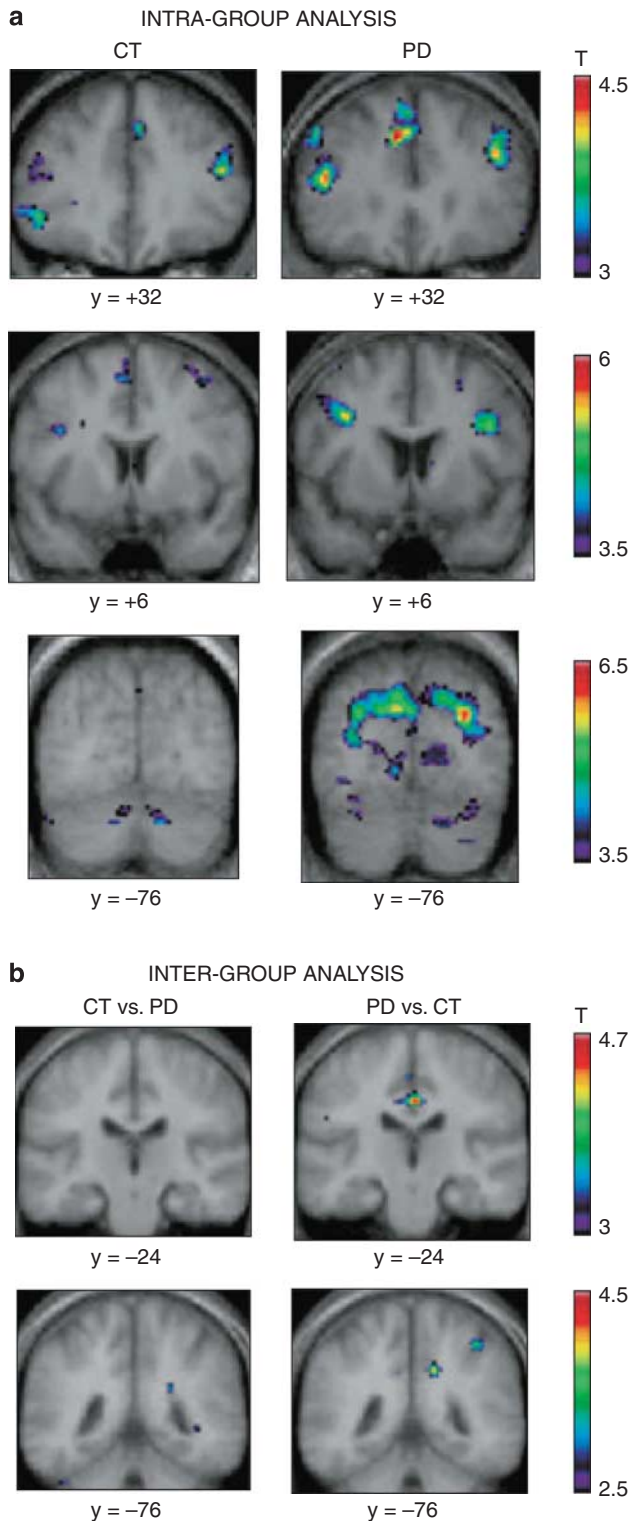 a INTRA-GROUP ANALYSIS
CT PD
T
4.5
3
y = +32 y = +32
6
3.5
y = +6 y = +6
6.5
3.5
y = –76 y = –76
b INTER-GROUP ANALYSIS
CT vs. PD PD vs. CT
T
4.7
3
y = –24 y = –24
4.5
2.5
y = –76 y = –76